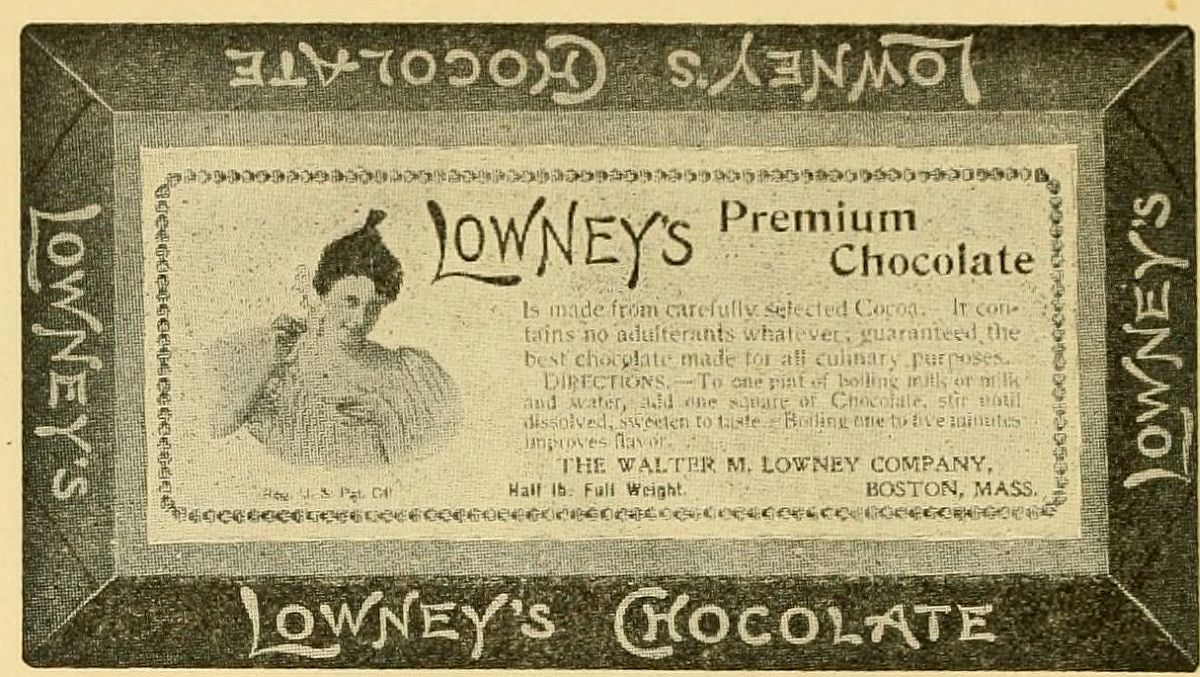 LOWNEY'S CHOCOLATE
LOWNEY'S
LOWNEY'S Premium
Chocolate
Is made from carefully selected Cocoa. It con-
tains no adulterants whatever; guaranteed the
best chocolate made for all culinary purposes.
DIRECTIONS.—To one pint of boiling milk or milk
and water, add one square of Chocolate, stir until
dissolved, sweeten to taste. Boiling one to five minutes
improves flavor.
THE WALTER M. LOWNEY COMPANY,
Reg. U. S. Pat. Off. Half lb. Full Weight. BOSTON, MASS.
LOWNEY'S
LOWNEY'S CHOCOLATE